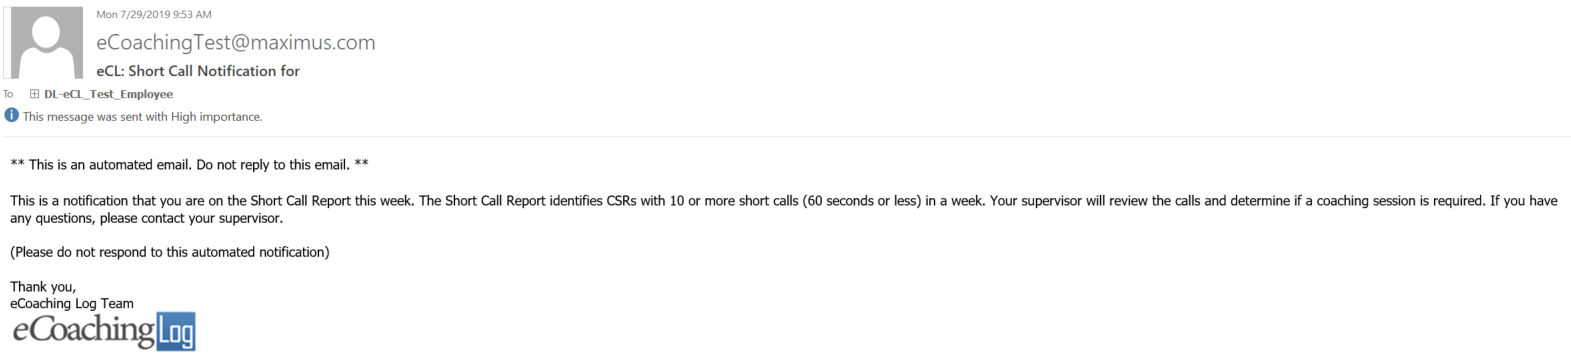 Mon 7/29/2019 9:53 AM
eCoachingTest@maximus.com
eCL: Short Call Notification for
To DL-eCL_Test_Employee
This message was sent with High importance.
** This is an automated email. Do not reply to this email. **
This is a notification that you are on the Short Call Report this week. The Short Call Report identifies CSRs with 10 or more short calls (60 seconds or less) in a week. Your supervisor will review the calls and determine if a coaching session is required. If you have
any questions, please contact your supervisor.
(Please do not respond to this automated notification)
Thank you,
eCoaching Log Team
eCoaching Log